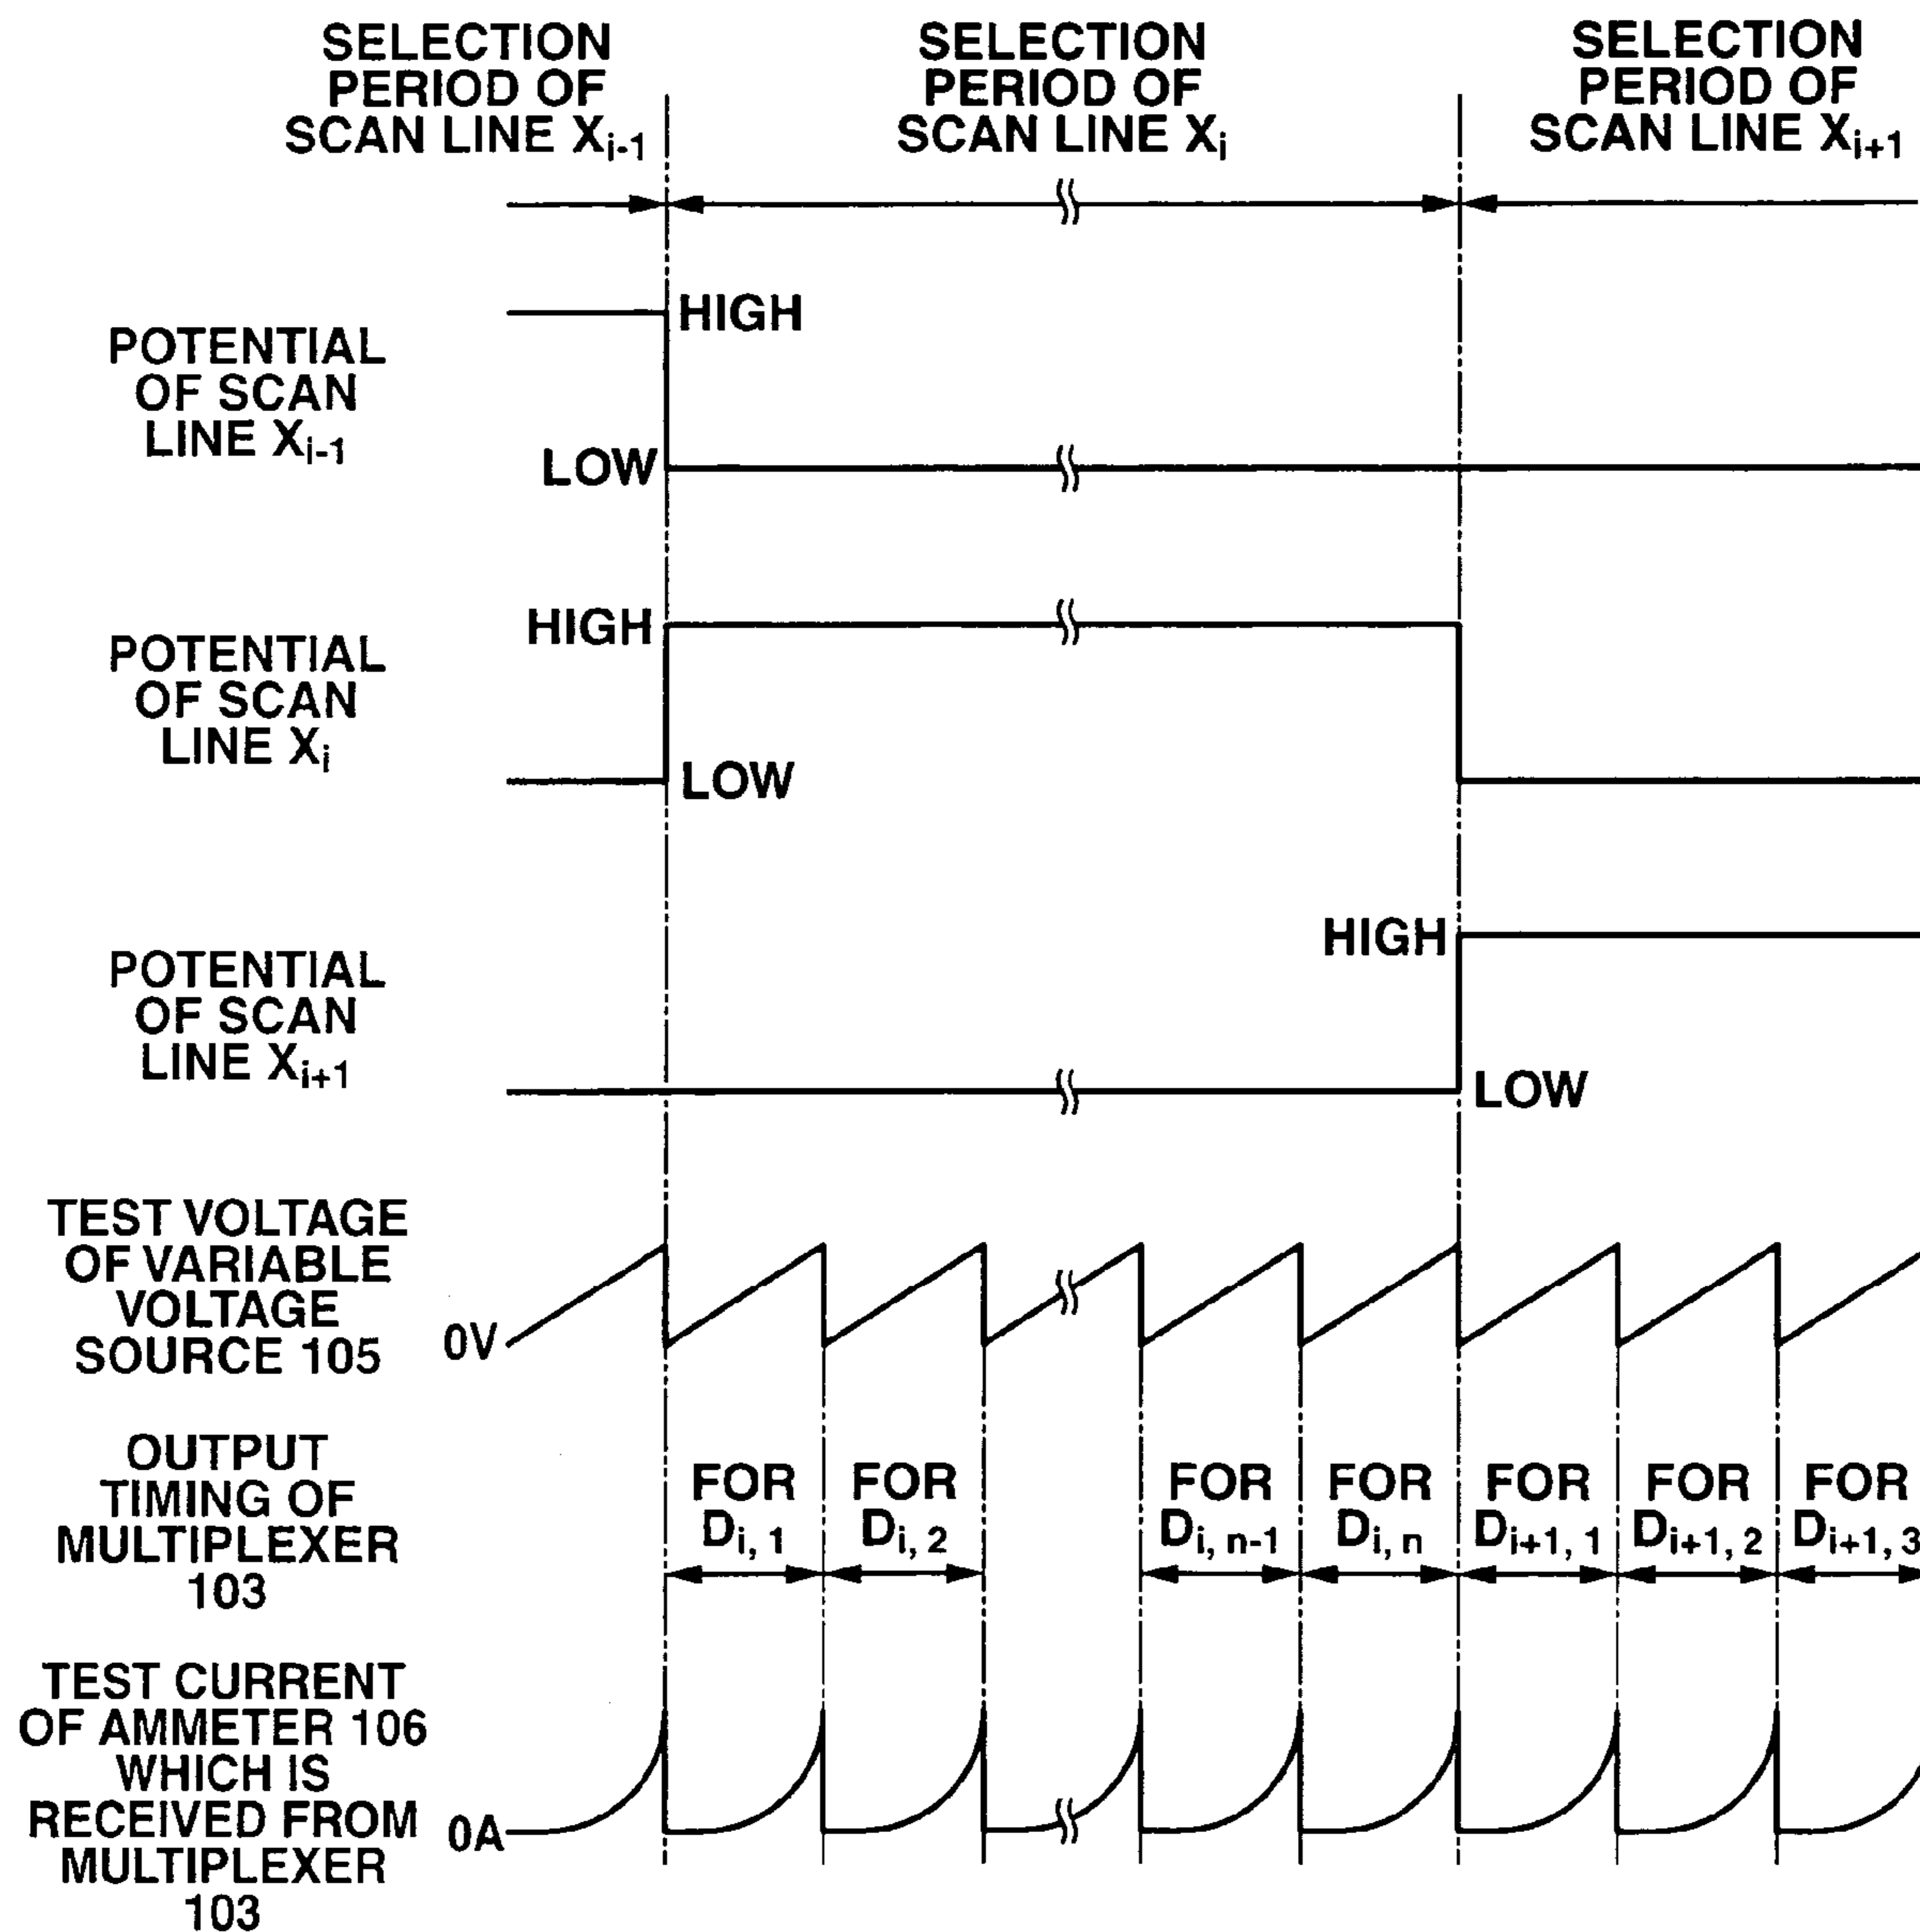 SELECTION
PERIOD OF
SCAN LINE Xi-1
SELECTION
PERIOD OF
SCAN LINE Xi
SELECTION
PERIOD OF
SCAN LINE Xi+1
POTENTIAL
OF SCAN
LINE Xi-1
HIGH
LOW
POTENTIAL
OF SCAN
LINE Xi
HIGH
LOW
POTENTIAL
OF SCAN
LINE Xi+1
HIGH
LOW
TEST VOLTAGE
OF VARIABLE
VOLTAGE
SOURCE 105
0V
OUTPUT
TIMING OF
MULTIPLEXER
103
FOR
Di, 1
FOR
Di, 2
FOR
Di, n-1
FOR
Di, n
FOR
Di+1, 1
FOR
Di+1, 2
FOR
Di+1, 3
TEST CURRENT
OF AMMETER 106
WHICH IS
RECEIVED FROM
MULTIPLEXER
103
0A